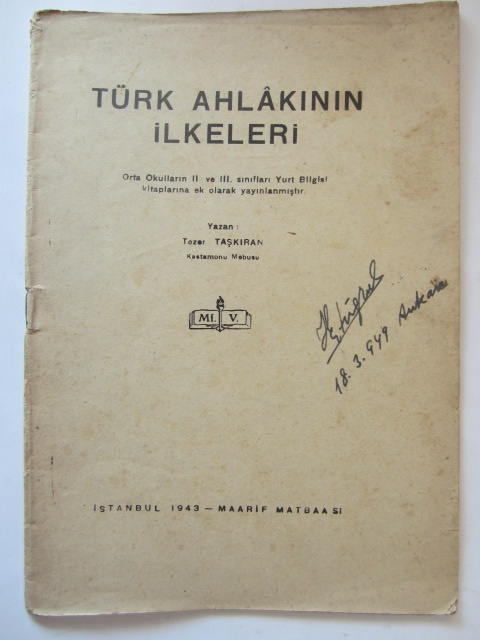 TÜRK AHLÂKININ
İLKELERİ
Orta Okulların II ve III. sınıfları Yurt Bilgisi
kitaplarına ek olarak yayınlanmıştır.
Yazan :
Tezer TAŞKIRAN
Kastamonu Mebusu
Mf. V.
18. 3. 949 Ankara
İSTANBUL 1943 — MAARİF MATBAASI